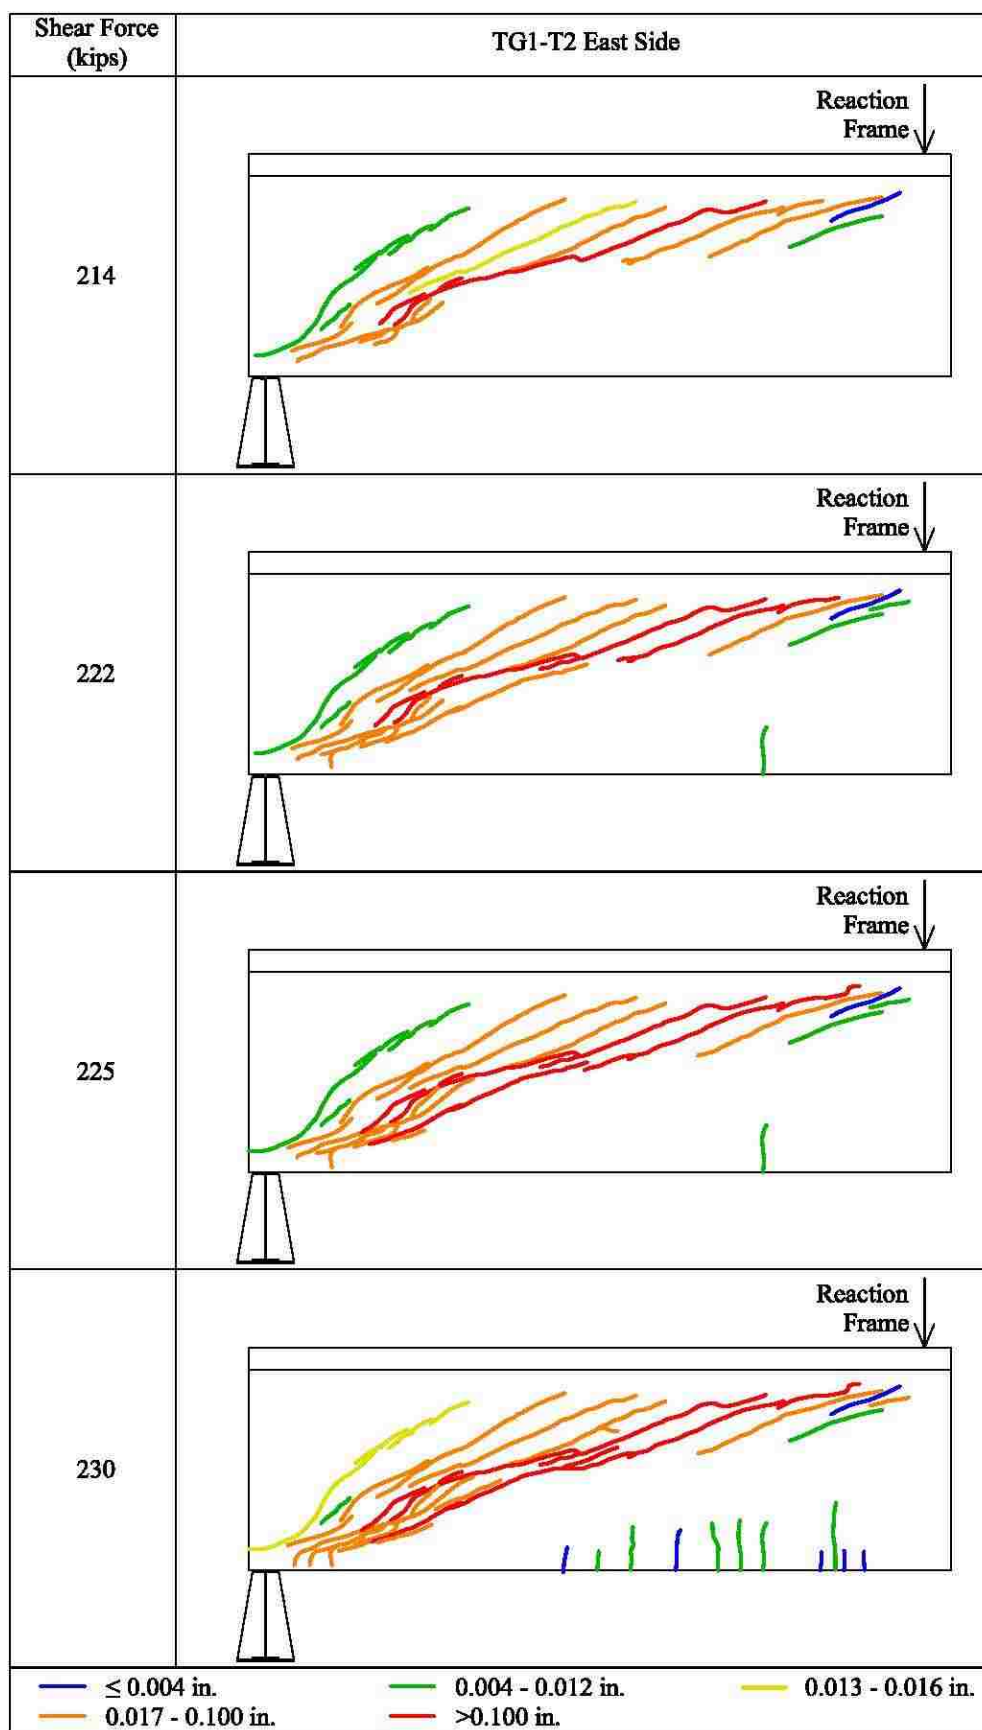 Shear Force
(kips)
TG1-T2 East Side
Reaction
Frame
214
Reaction
Frame
222
Reaction
Frame
225
Reaction
Frame
230
≤ 0.004 in.
0.004 - 0.012 in.
0.013 - 0.016 in.
0.017 - 0.100 in.
>0.100 in.